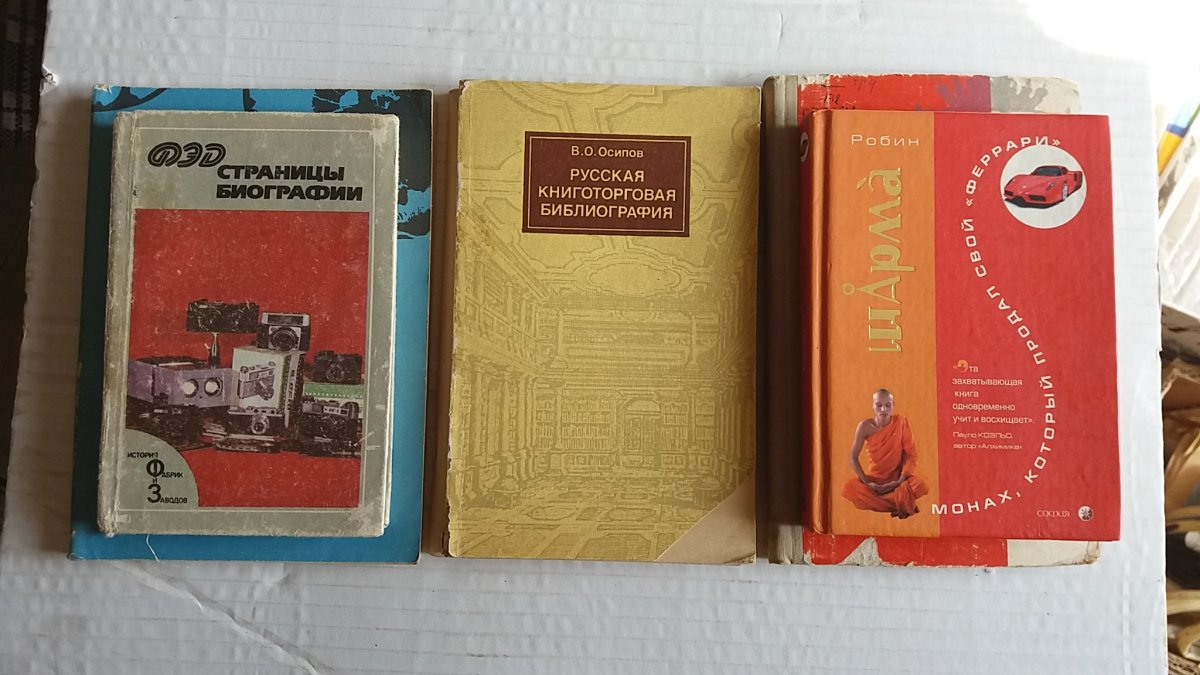 ФЭД
СТРАНИЦЫ
БИОГРАФИИ
ИСТОРИЯ
ФАБРИК
И
ЗАВОДОВ
В.О.Осипов
РУССКАЯ
КНИГОТОРГОВАЯ
БИБЛИОГРАФИЯ
РОБИН
ШАРМА
МОНАХ, КОТОРЫЙ ПРОДАЛ СВОЙ «ФЕРРАРИ»
«Эта
захватывающая
книга
одновременно
учит и восхищает».
Пауло КОЭЛЬО,
автор «Алхимика»
СОФИЯ